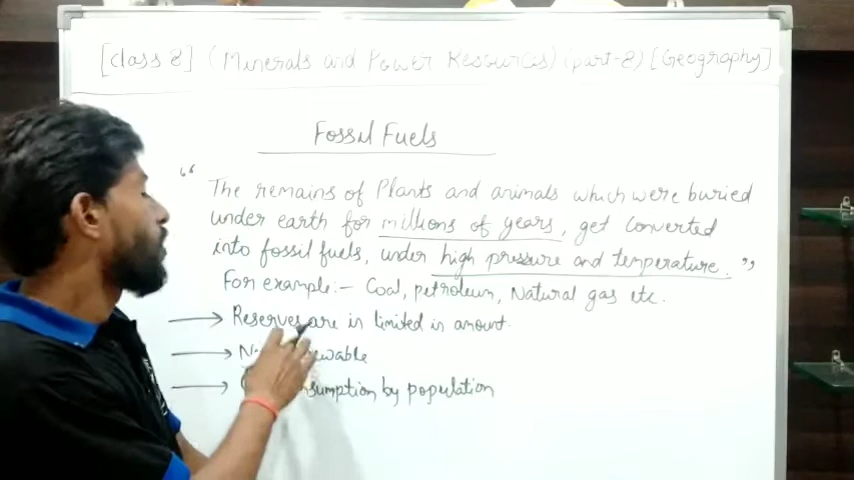 [class 8] (Minerals and Power Resources) (part-8) [Geography]
Fossil Fuels
“ The remains of Plants and animals which were buried
under earth for millions of years, get converted
into fossil fuels, under high pressure and temperature. ”
For example:- Coal, petroleum, Natural gas etc.
→ Reserves are in limited in amount.
→
→ by population